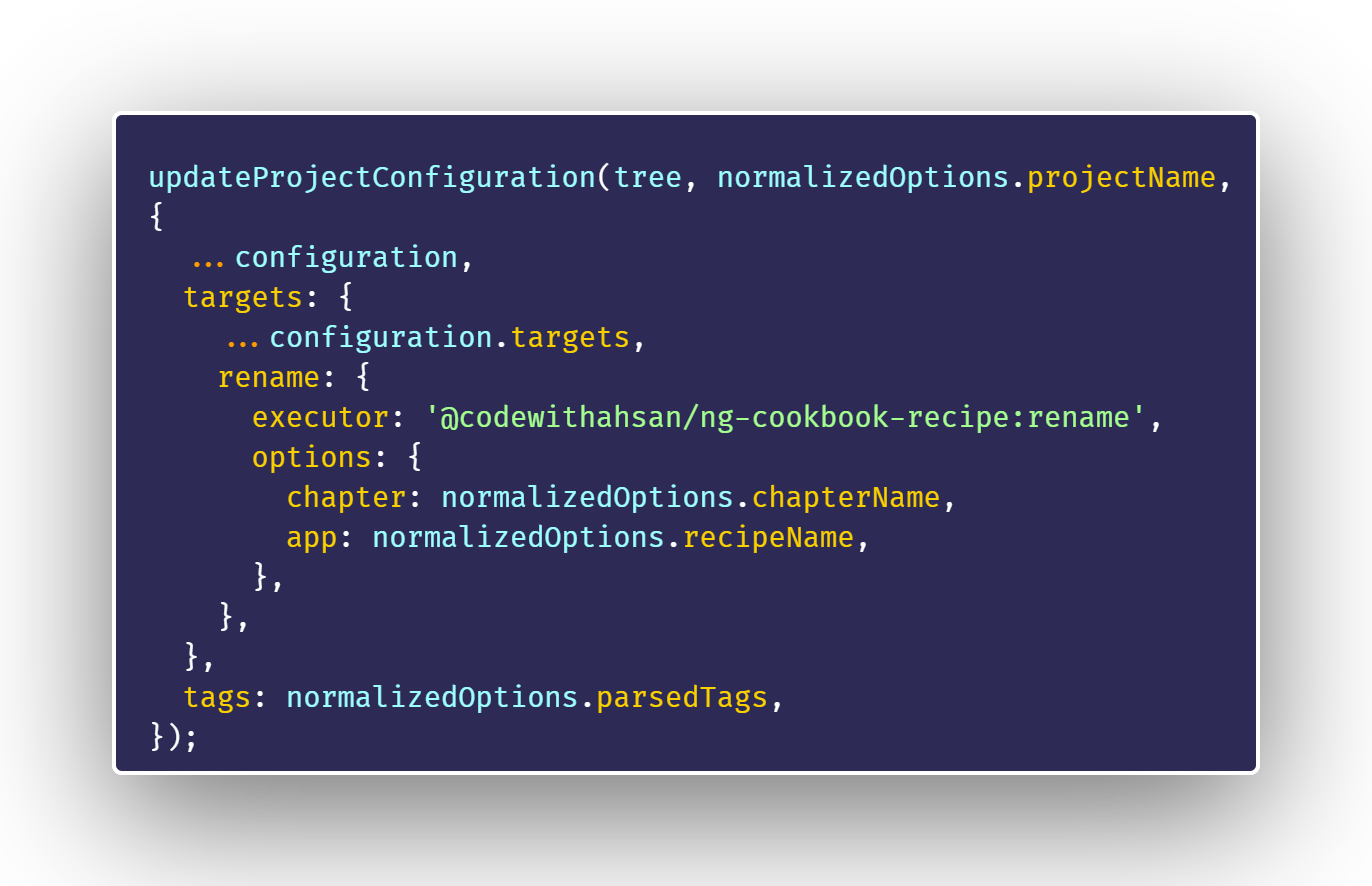 updateProjectConfiguration(tree, normalizedOptions.projectName,
{
  ...configuration,
  targets: {
    ...configuration.targets,
    rename: {
      executor: '@codewithahsan/ng-cookbook-recipe:rename',
      options: {
        chapter: normalizedOptions.chapterName,
        app: normalizedOptions.recipeName,
      },
    },
  },
  tags: normalizedOptions.parsedTags,
});